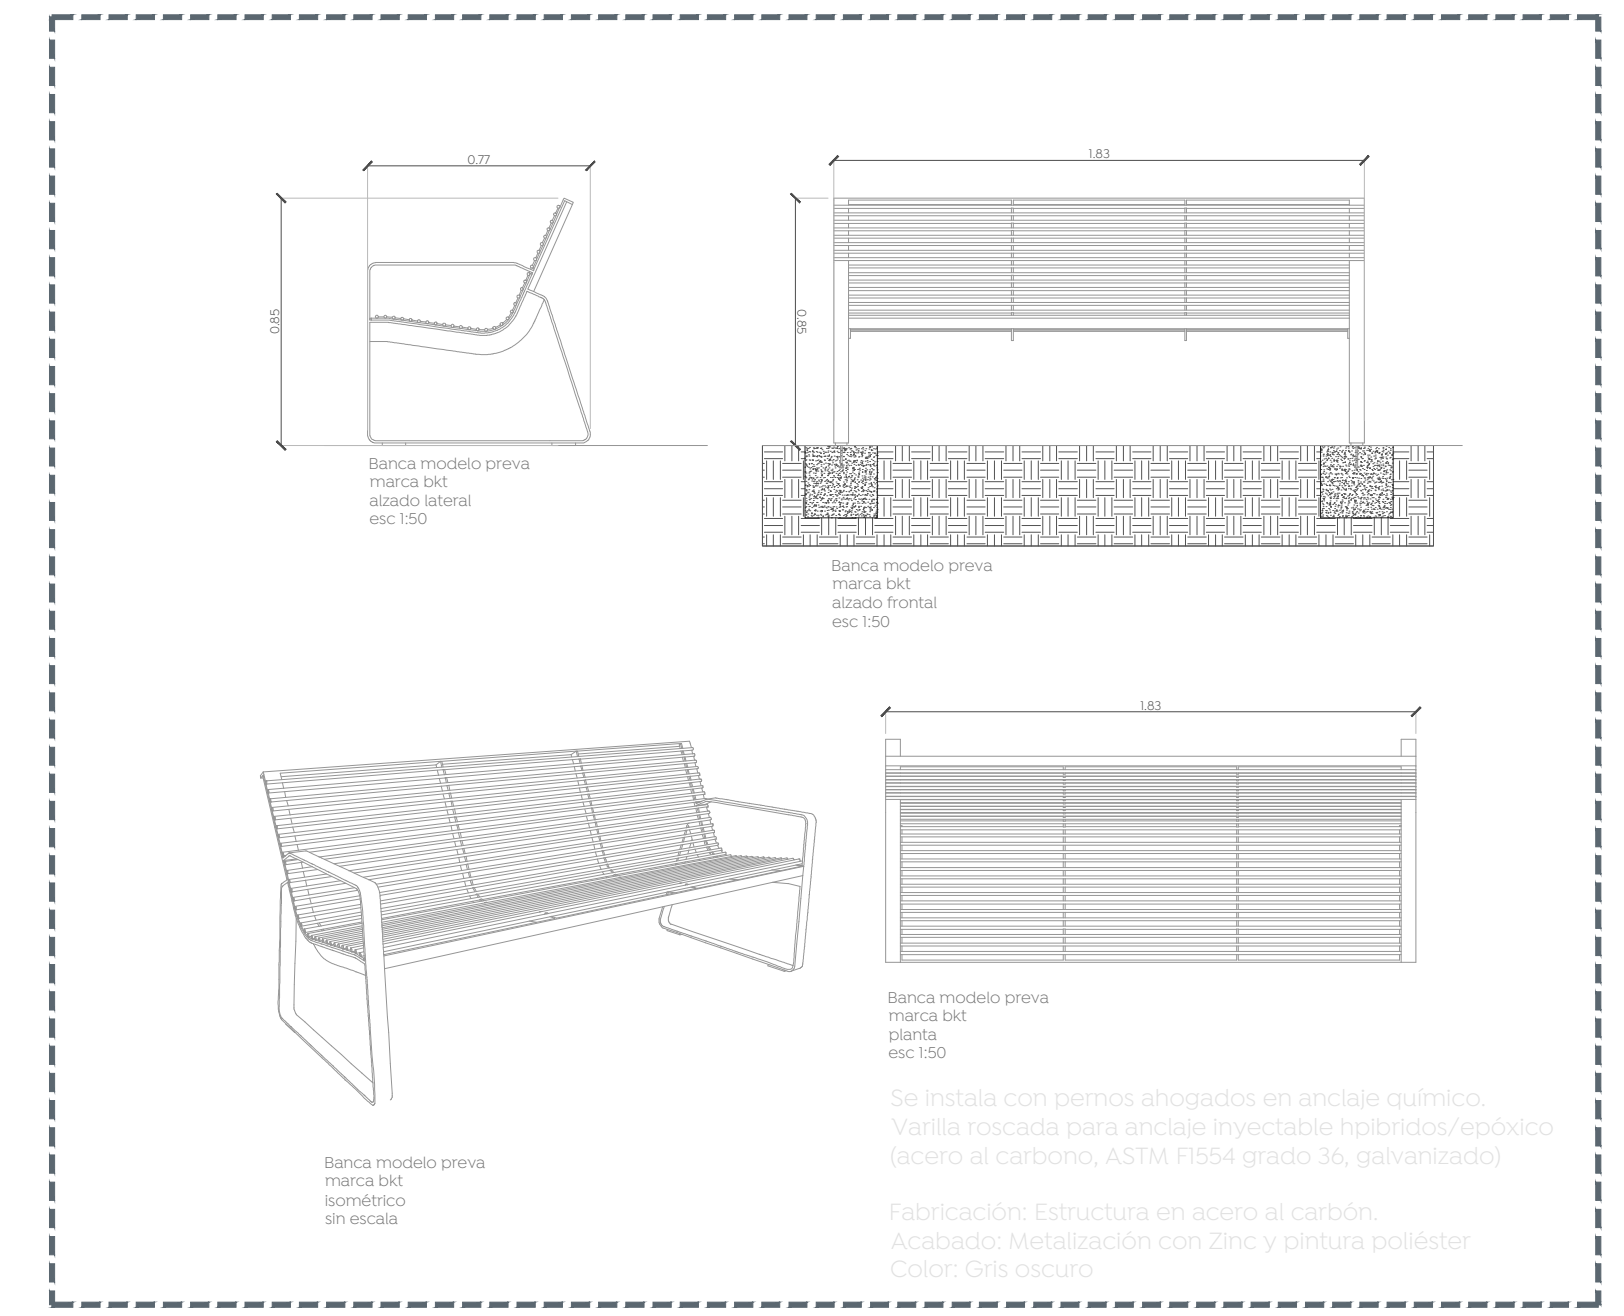 0.77
0.85
Banca modelo preva
marca bkt
alzado lateral
esc 1:50
1.83
0.85
Banca modelo preva
marca bkt
alzado frontal
esc 1:50
Banca modelo preva
marca bkt
isométrico
sin escala
1.83
Banca modelo preva
marca bkt
planta
esc 1:50
Se instala con pernos ahogados en anclaje químico.
Varilla roscada para anclaje inyectable hpibridos/epóxico
(acero al carbono, ASTM F1554 grado 36, galvanizado)
Fabricación: Estructura en acero al carbón.
Acabado: Metalización con Zinc y pintura poliéster
Color: Gris oscuro